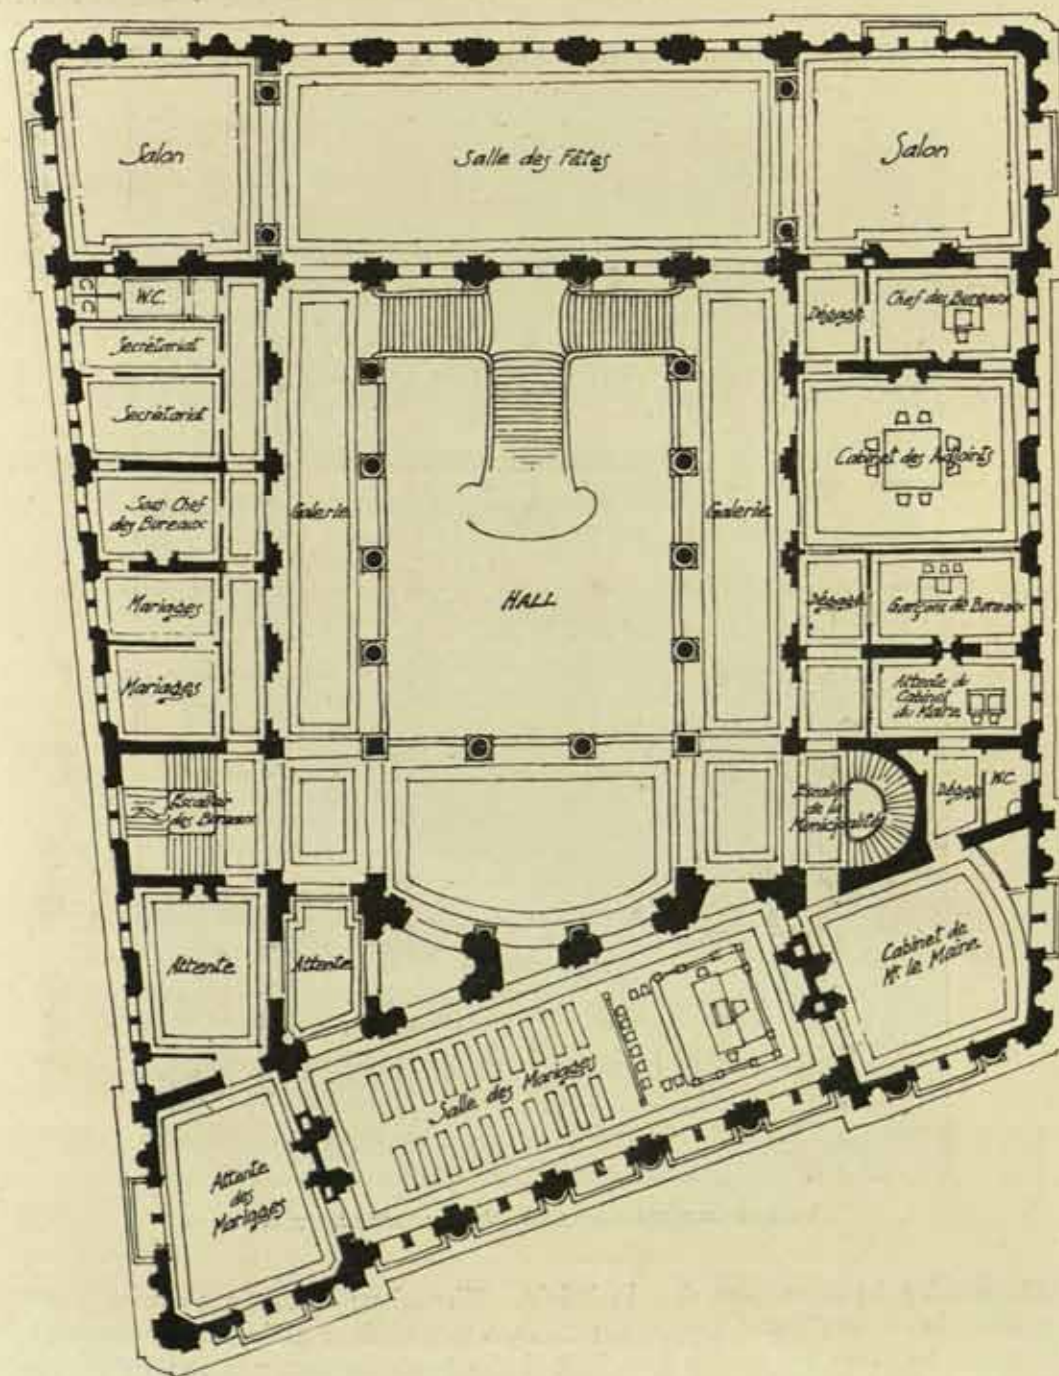 Salon
Salle des Fêtes
Salon
W.C.
Chef des Bureaux
Dégagt
Secrétariat
Secrétariat
Cabinet des Adjoints
Sous Chef
des Bureaux
Galerie
Galerie
HALL
Mariages
Dégagt
Garçons de Bureaux
Mariages
Attente du
Cabinet
du Maire
Escalier
des Bureaux
Escalier
de la
Municipalité
Dégagt
W.C.
Attente
Attente
Cabinet de
Mr. le Maire
Salle des Mariages
Attente
des
Mariages